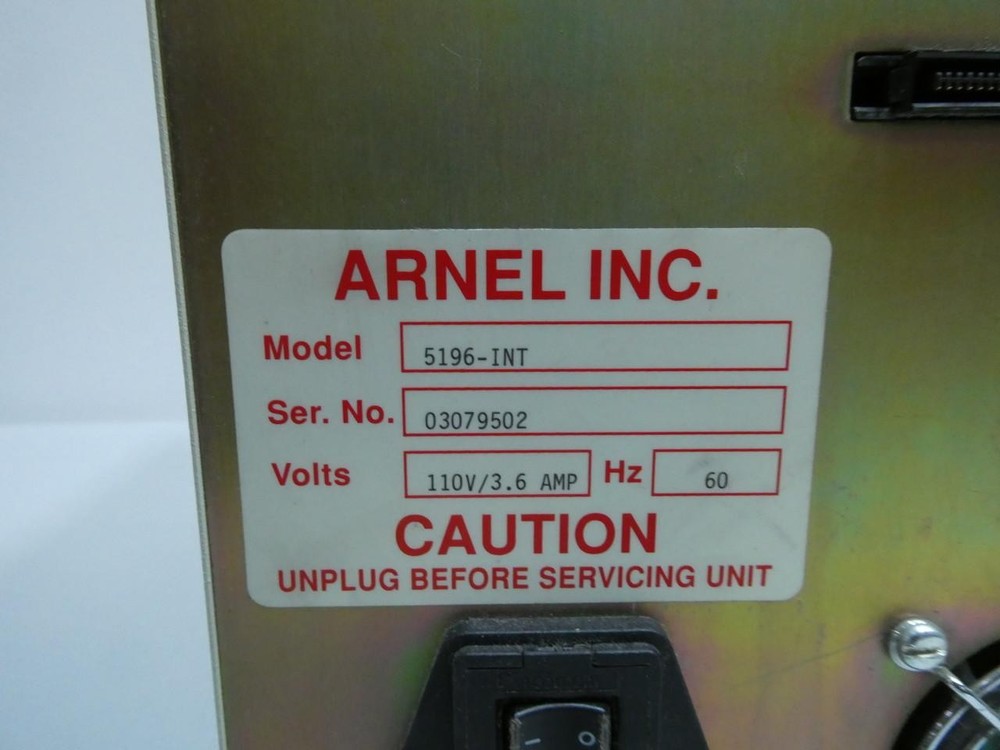 ARNEL INC.
Model 5196-INT
Ser. No. 03079502
Volts 110V/3.6 AMP Hz 60
CAUTION
UNPLUG BEFORE SERVICING UNIT
I O